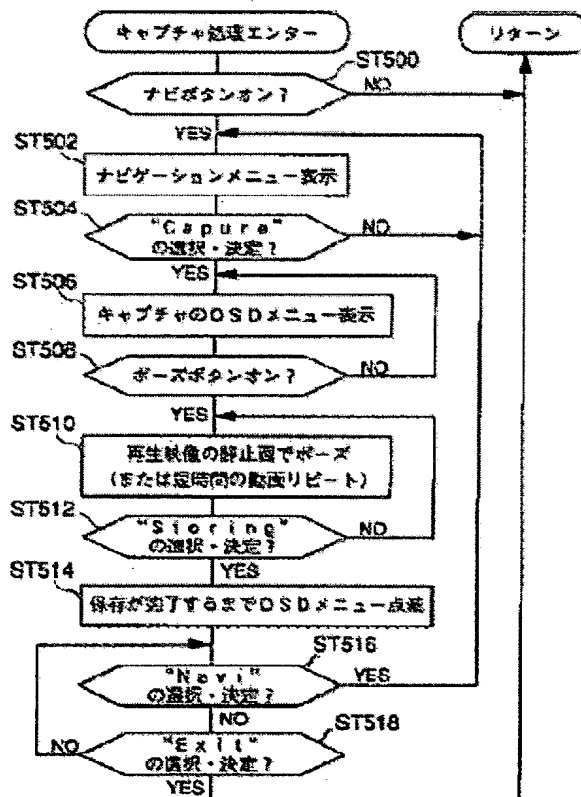 キャプチャ処理エンター
リターン
ST500
ナビボタンオン?
NO
YES
ST502
ナビゲーションメニュー表示
ST504
"Capure"
の選択・決定?
NO
YES
ST506
キャプチャのOSDメニュー表示
ST508
ポーズボタンオン?
NO
YES
ST510
再生映像の静止画でポーズ
(または短時間の動画リピート)
ST512
"Storing"
の選択・決定?
NO
YES
ST514
保存が完了するまでOSDメニュー点滅
ST516
"Navi"
の選択・決定?
YES
NO
ST518
"Exit"
の選択・決定?
NO
YES